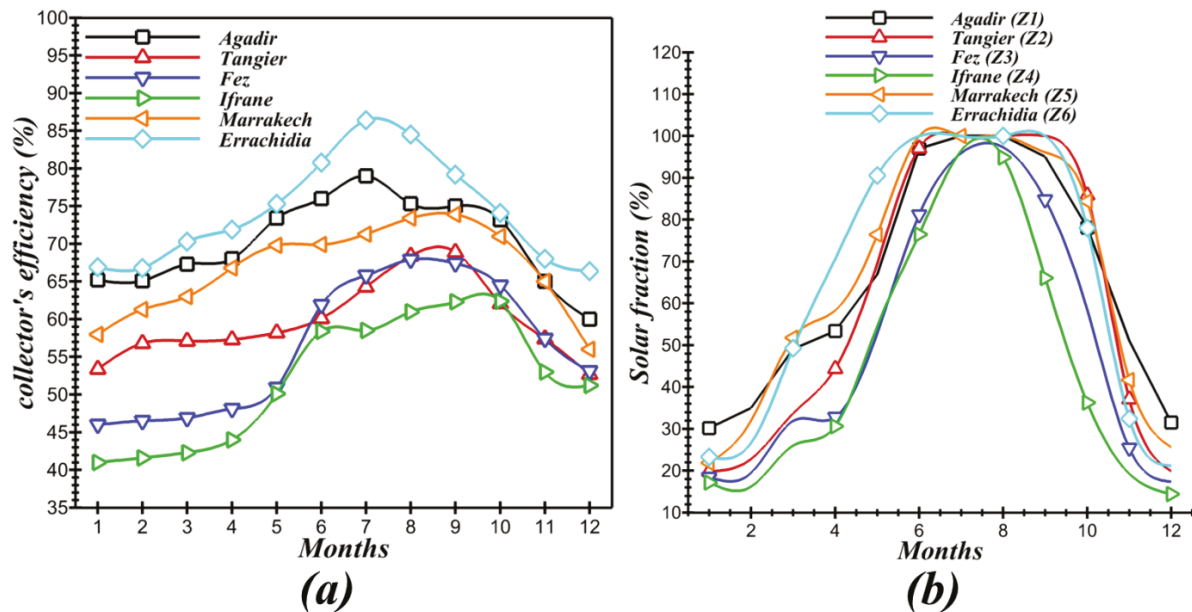 100
95
90
85
80
75
70
65
60
55
50
45
40
35
collector's efficiency (%)
Agadir
Tangier
Fez
Ifrane
Marrakech
Errachidia
1 2 3 4 5 6 7 8 9 10 11 12
Months
(a)
Agadir (Z1)
Tangier (Z2)
Fez (Z3)
Ifrane (Z4)
Marrakech (Z5)
Errachidia (Z6)
120
110
100
90
80
70
60
50
40
30
20
10
Solar fraction (%)
2 4 6 8 10 12
Months
(b)